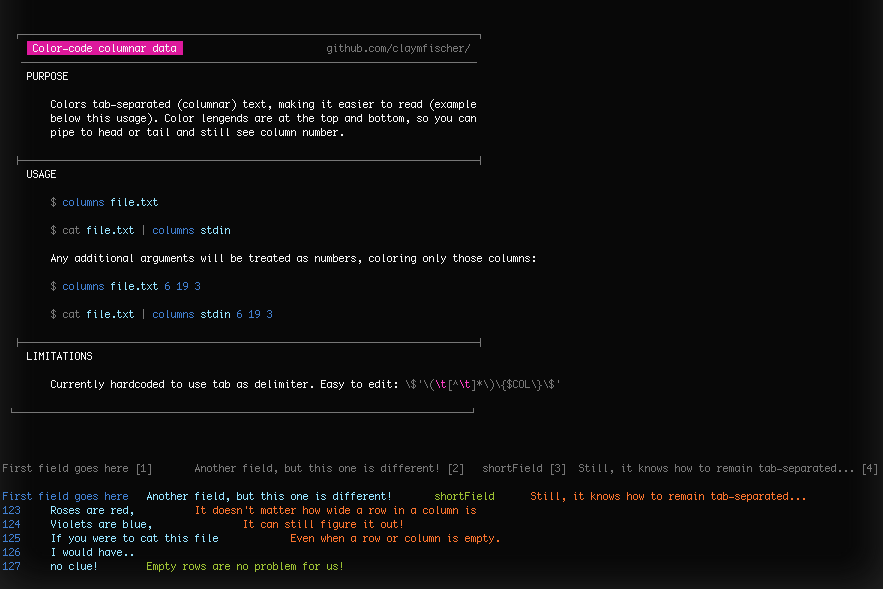 Color-code columnar data github.com/claymfischer/
PURPOSE
Colors tab-separated (columnar) text, making it easier to read (example
below this usage). Color lengends are at the top and bottom, so you can
pipe to head or tail and still see column number.
USAGE
$ columns file.txt
$ cat file.txt | columns stdin
Any additional arguments will be treated as numbers, coloring only those columns:
$ columns file.txt 6 19 3
$ cat file.txt | columns stdin 6 19 3
LIMITATIONS
Currently hardcoded to use tab as delimiter. Easy to edit: \$'\(\t[^\t]*\)\{$COL\}\$'
First field goes here [1] Another field, but this one is different! [2] shortField [3] Still, it knows how to remain tab-separated... [4]
First field goes here Another field, but this one is different! shortField Still, it knows how to remain tab-separated...
123 Roses are red, It doesn't matter how wide a row in a column is
124 Violets are blue, It can still figure it out!
125 If you were to cat this file Even when a row or column is empty.
126 I would have..
127 no clue! Empty rows are no problem for us!